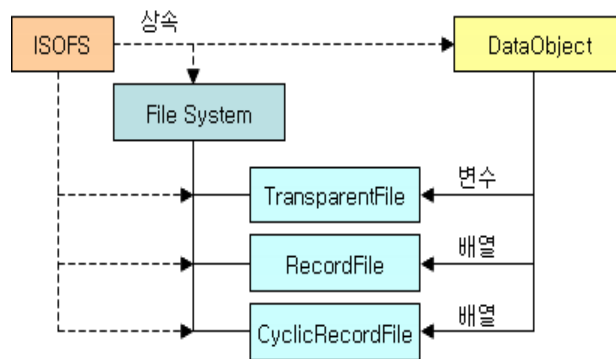 상속
ISOFS
DataObject
File System
변수
TransparentFile
배열
RecordFile
배열
CyclicRecordFile